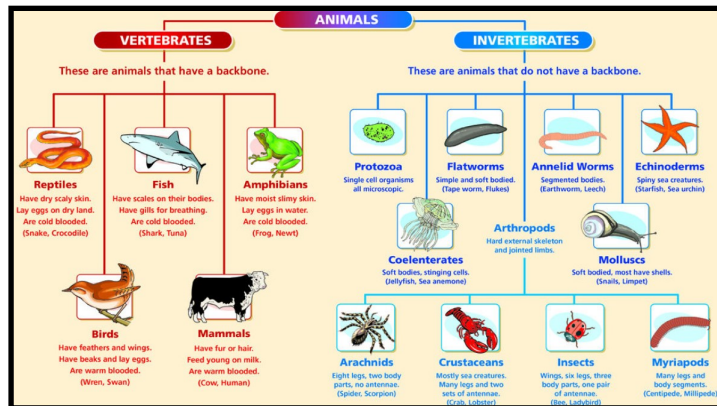 ANIMALS
VERTEBRATES
These are animals that have a backbone.
Reptiles
Have dry scaly skin.
Lay eggs on dry land.
Are cold blooded.
(Snake, Crocodile)
Fish
Have scales on their bodies.
Have gills for breathing.
Are cold blooded.
(Shark, Tuna)
Amphibians
Have moist slimy skin.
Lay eggs in water.
Are cold blooded.
(Frog, Newt)
Birds
Have feathers and wings.
Have beaks and lay eggs.
Are warm blooded.
(Wren, Swan)
Mammals
Have fur or hair.
Feed young on milk.
Are warm blooded.
(Cow, Human)
INVERTEBRATES
These are animals that do not have a backbone.
Protozoa
Single cell organisms
all microscopic.
Flatworms
Simple and soft bodied.
(Tape worm, Flukes)
Annelid Worms
Segmented bodies.
(Earthworm, Leech)
Echinoderms
Spiny sea creatures.
(Starfish, Sea urchin)
Coelenterates
Soft bodies, stinging cells.
(Jellyfish, Sea anemone)
Arthropods
Hard external skeleton
and jointed limbs.
Molluscs
Soft bodied, most have shells.
(Snails, Limpet)
Arachnids
Eight legs, two body
parts, no antennae.
(Spider, Scorpion)
Crustaceans
Mostly sea creatures.
Many legs and two
sets of antennae.
(Crab, Lobster)
Insects
Wings, six legs, three
body parts, one pair
of antennae.
(Bee, Ladybird)
Myriapods
Many legs and
body segments.
(Centipede, Millipede)